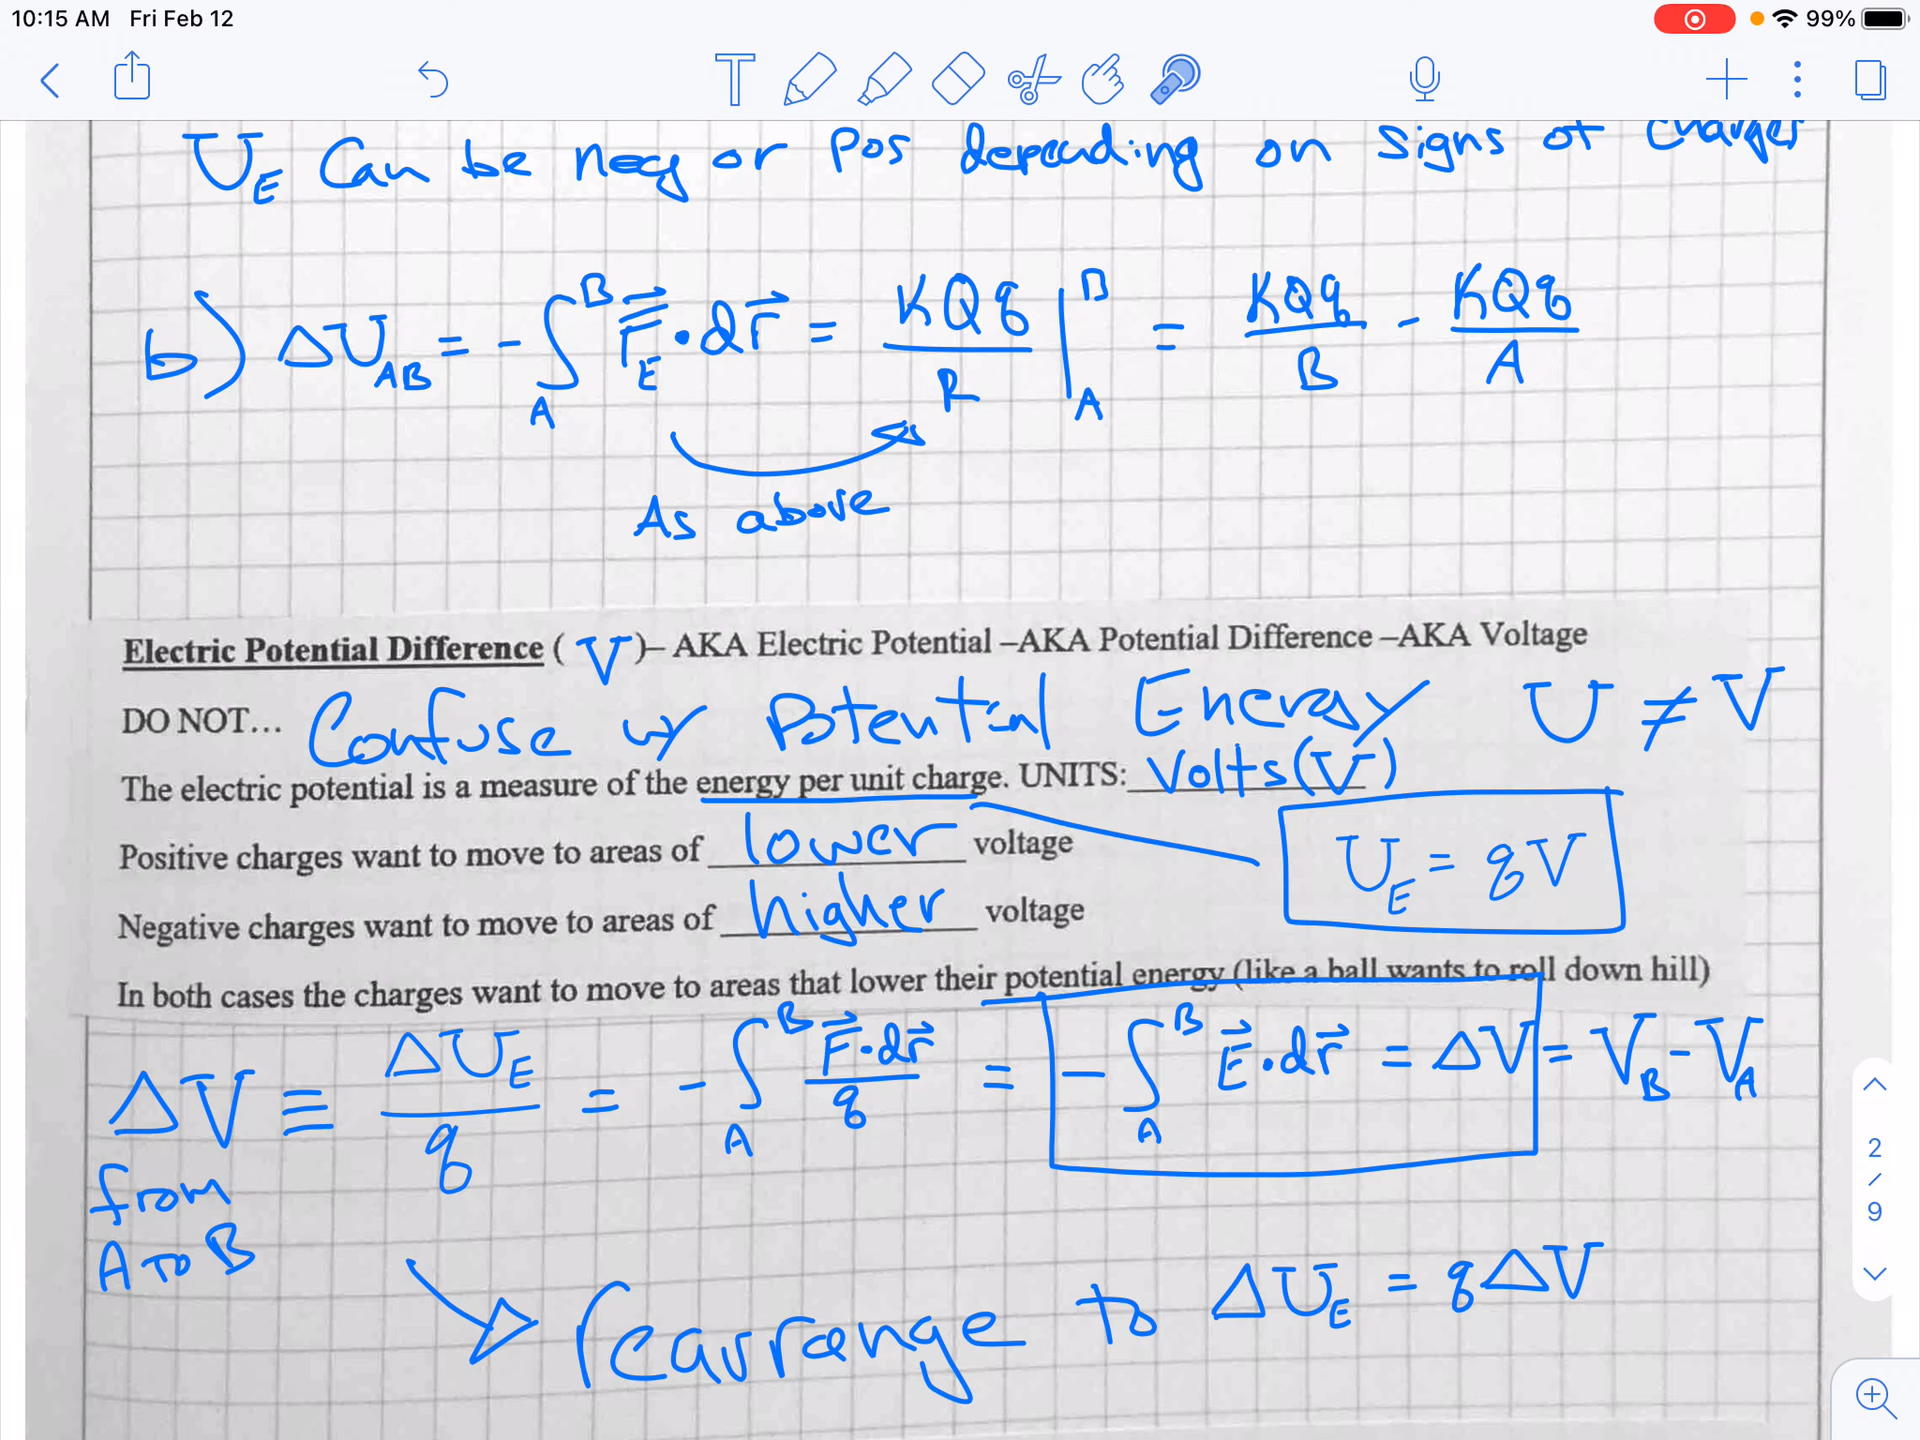 10:15 AM Fri Feb 12 99%
U_E Can be neg or pos depending on signs of charges
b) ΔU_AB = - ∫_A^B F⃗_E • dr⃗ = KQq/R |_A^B = KQq/B - KQq/A
As above
Electric Potential Difference ( V )– AKA Electric Potential –AKA Potential Difference –AKA Voltage
DO NOT... Confuse w/ Potential Energy U ≠ V
The electric potential is a measure of the energy per unit charge. UNITS: Volts (V)
U_E = qV
Positive charges want to move to areas of lower voltage
Negative charges want to move to areas of higher voltage
In both cases the charges want to move to areas that lower their potential energy (like a ball wants to roll down hill)
ΔV ≡ ΔU_E/q = - ∫_A^B F⃗•dr⃗/q = - ∫_A^B E⃗•dr⃗ = ΔV = V_B - V_A
from
A to B
rearrange to ΔU_E = qΔV
2
/
9